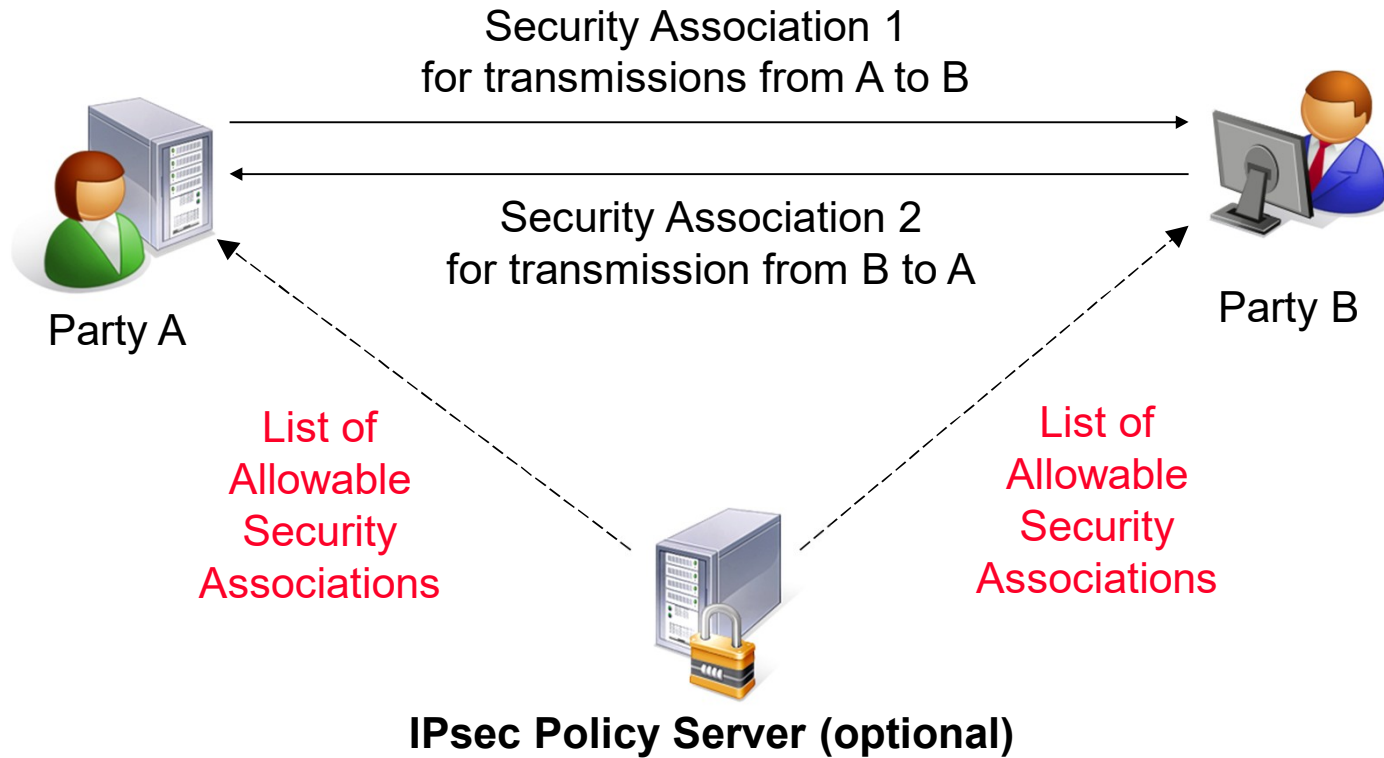 Security Association 1
for transmissions from A to B
Security Association 2
for transmission from B to A
Party A
Party B
List of
Allowable
Security
Associations
List of
Allowable
Security
Associations
IPsec Policy Server (optional)